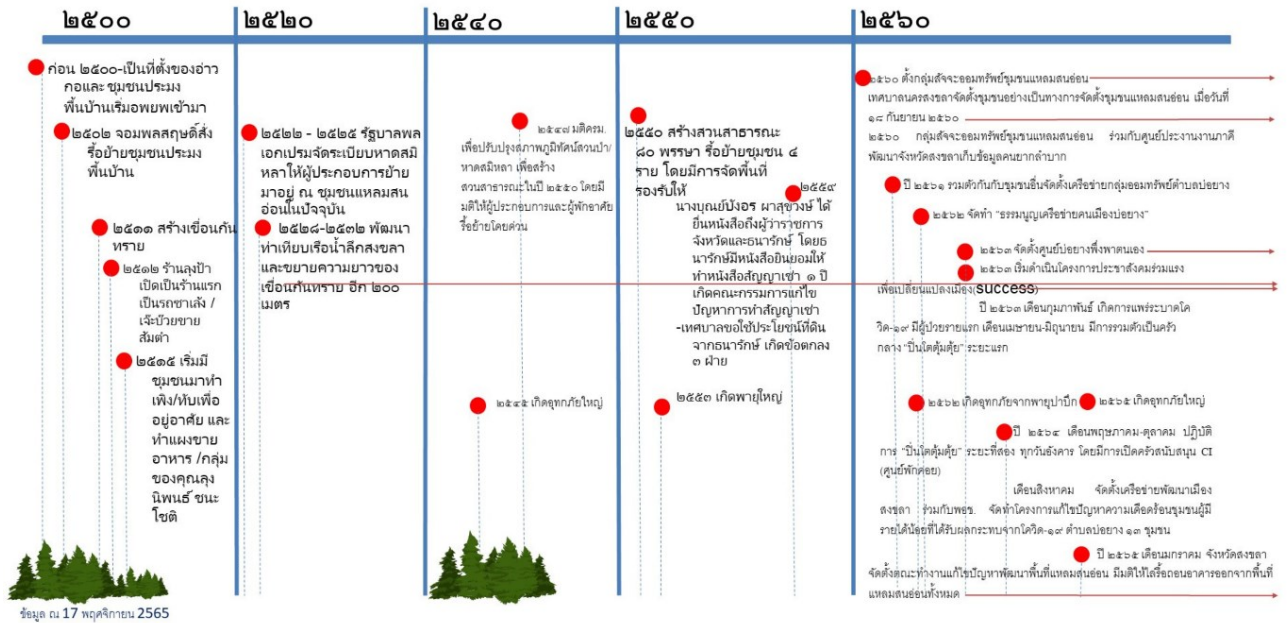 ๒๕๐๐
๒๕๒๐
๒๕๔๐
๒๕๕๐
๒๕๖๐
ก่อน ๒๕๐๐-เป็นที่ตั้งของอ่าว
กอและ ชุมชนประมง
พื้นบ้านเริ่มอพยพเข้ามา
๒๕๐๒ จอมพลสฤษดิ์สั่ง
รื้อย้ายชุมชนประมง
พื้นบ้าน
๒๕๑๑ สร้างเขื่อนกัน
ทราย
๒๕๑๒ ร้านลุงป้า
เปิดเป็นร้านแรก
เป็นรถซาเล้ง /
เจ๊ะบ๊วยขาย
ส้มตำ
๒๕๑๕ เริ่มมี
ชุมชนมาทำ
เพิง/ทับเพื่อ
อยู่อาศัย และ
ทำแผงขาย
อาหาร /กลุ่ม
ของคุณลุง
นิพนธ์ ชนะ
โชติ
๒๕๒๒ - ๒๕๒๕ รัฐบาลพล
เอกเปรมจัดระเบียบหาดสมิ
หลาให้ผู้ประกอบการย้าย
มาอยู่ ณ ชุมชนแหลมสน
อ่อนในปัจจุบัน
๒๕๒๘-๒๕๓๒ พัฒนา
ท่าเทียบเรือน้ำลึกสงขลา
และขยายความยาวของ
เขื่อนกันทราย อีก ๒๐๐
เมตร
๒๕๔๗ มติครม.
เพื่อปรับปรุงสภาพภูมิทัศน์สวนป่า/
หาดสมิหลา เพื่อสร้าง
สวนสาธารณะในปี ๒๕๕๐ โดยมี
มติให้ผู้ประกอบการและผู้พักอาศัย
รื้อย้ายโดยด่วน
๒๕๔๕ เกิดอุทกภัยใหญ่
๒๕๕๐ สร้างสวนสาธารณะ
๘๐ พรรษา รื้อย้ายชุมชน ๔
ราย โดยมีการจัดพื้นที่
รองรับให้
๒๕๕๙
นางบุณย์บังอร ผาสุขวงษ์ ได้
ยื่นหนังสือถึงผู้ว่าราชการ
จังหวัดและธนารักษ์ โดยธ
นารักษ์มีหนังสือยินยอมให้
ทำหนังสือสัญญาเช่า ๑ ปี
เกิดคณะกรรมการแก้ไข
ปัญหาการทำสัญญาเช่า
-เทศบาลขอใช้ประโยชน์ที่ดิน
จากธนารักษ์ เกิดข้อตกลง
๓ ฝ่าย
๒๕๕๓ เกิดพายุใหญ่
๒๕๖๐ ตั้งกลุ่มสัจจะออมทรัพย์ชุมชนแหลมสนอ่อน
เทศบาลนครสงขลาจัดตั้งชุมชนอย่างเป็นทางการจัดตั้งชุมชนแหลมสนอ่อน เมื่อวันที่
๑๘ กันยายน ๒๕๖๐
๒๕๖๐ กลุ่มสัจจะออมทรัพย์ชุมชนแหลมสนอ่อน ร่วมกับศูนย์ประงานงานภาคี
พัฒนาจังหวัดสงขลาเก็บข้อมูลคนยากลำบาก
ปี ๒๕๖๑ รวมตัวกันกับชุมชนอื่นจัดตั้งเครือข่ายกลุ่มออมทรัพย์ตำบลบ่อยาง
๒๕๖๒ จัดทำ “ธรรมนูญเครือข่ายคนเมืองบ่อยาง”
๒๕๖๓ จัดตั้งศูนย์บ่อยางพึ่งพาตนเอง
๒๕๖๓ เริ่มดำเนินโครงการประชาสังคมร่วมแรง
เพื่อเปลี่ยนแปลงเมือง(success)
ปี ๒๕๖๓ เดือนกุมภาพันธ์ เกิดการแพร่ระบาดโค
วิด-๑๙ มีผู้ป่วยรายแรก เดือนเมษายน-มิถุนายน มีการรวมตัวเป็นครัว
กลาง “ปิ่นโตตุ้มตุ้ย” ระยะแรก
๒๕๖๒ เกิดอุทกภัยจากพายุปาบึก
๒๕๖๕ เกิดอุทกภัยใหญ่
ปี ๒๕๖๔ เดือนพฤษภาคม-ตุลาคม ปฏิบัติ
การ “ปิ่นโตตุ้มตุ้ย” ระยะที่สอง ทุกวันอังคาร โดยมีการเปิดครัวสนับสนุน CI
(ศูนย์พักคอย)
เดือนสิงหาคม จัดตั้งเครือข่ายพัฒนาเมือง
สงขลา ร่วมกับพอช. จัดทำโครงการแก้ไขปัญหาความเดือดร้อนชุมชนผู้มี
รายได้น้อยที่ได้รับผลกระทบจากโควิด-๑๙ ตำบลบ่อยาง ๑๓ ชุมชน
ปี ๒๕๖๕ เดือนมกราคม จังหวัดสงขลา
จัดตั้งคณะทำงานแก้ไขปัญหาพัฒนาพื้นที่แหลมสนอ่อน มีมติให้ไล่รื้อถอนอาคารออกจากพื้นที่
แหลมสนอ่อนทั้งหมด
ข้อมูล ณ 17 พฤศจิกายน 2565